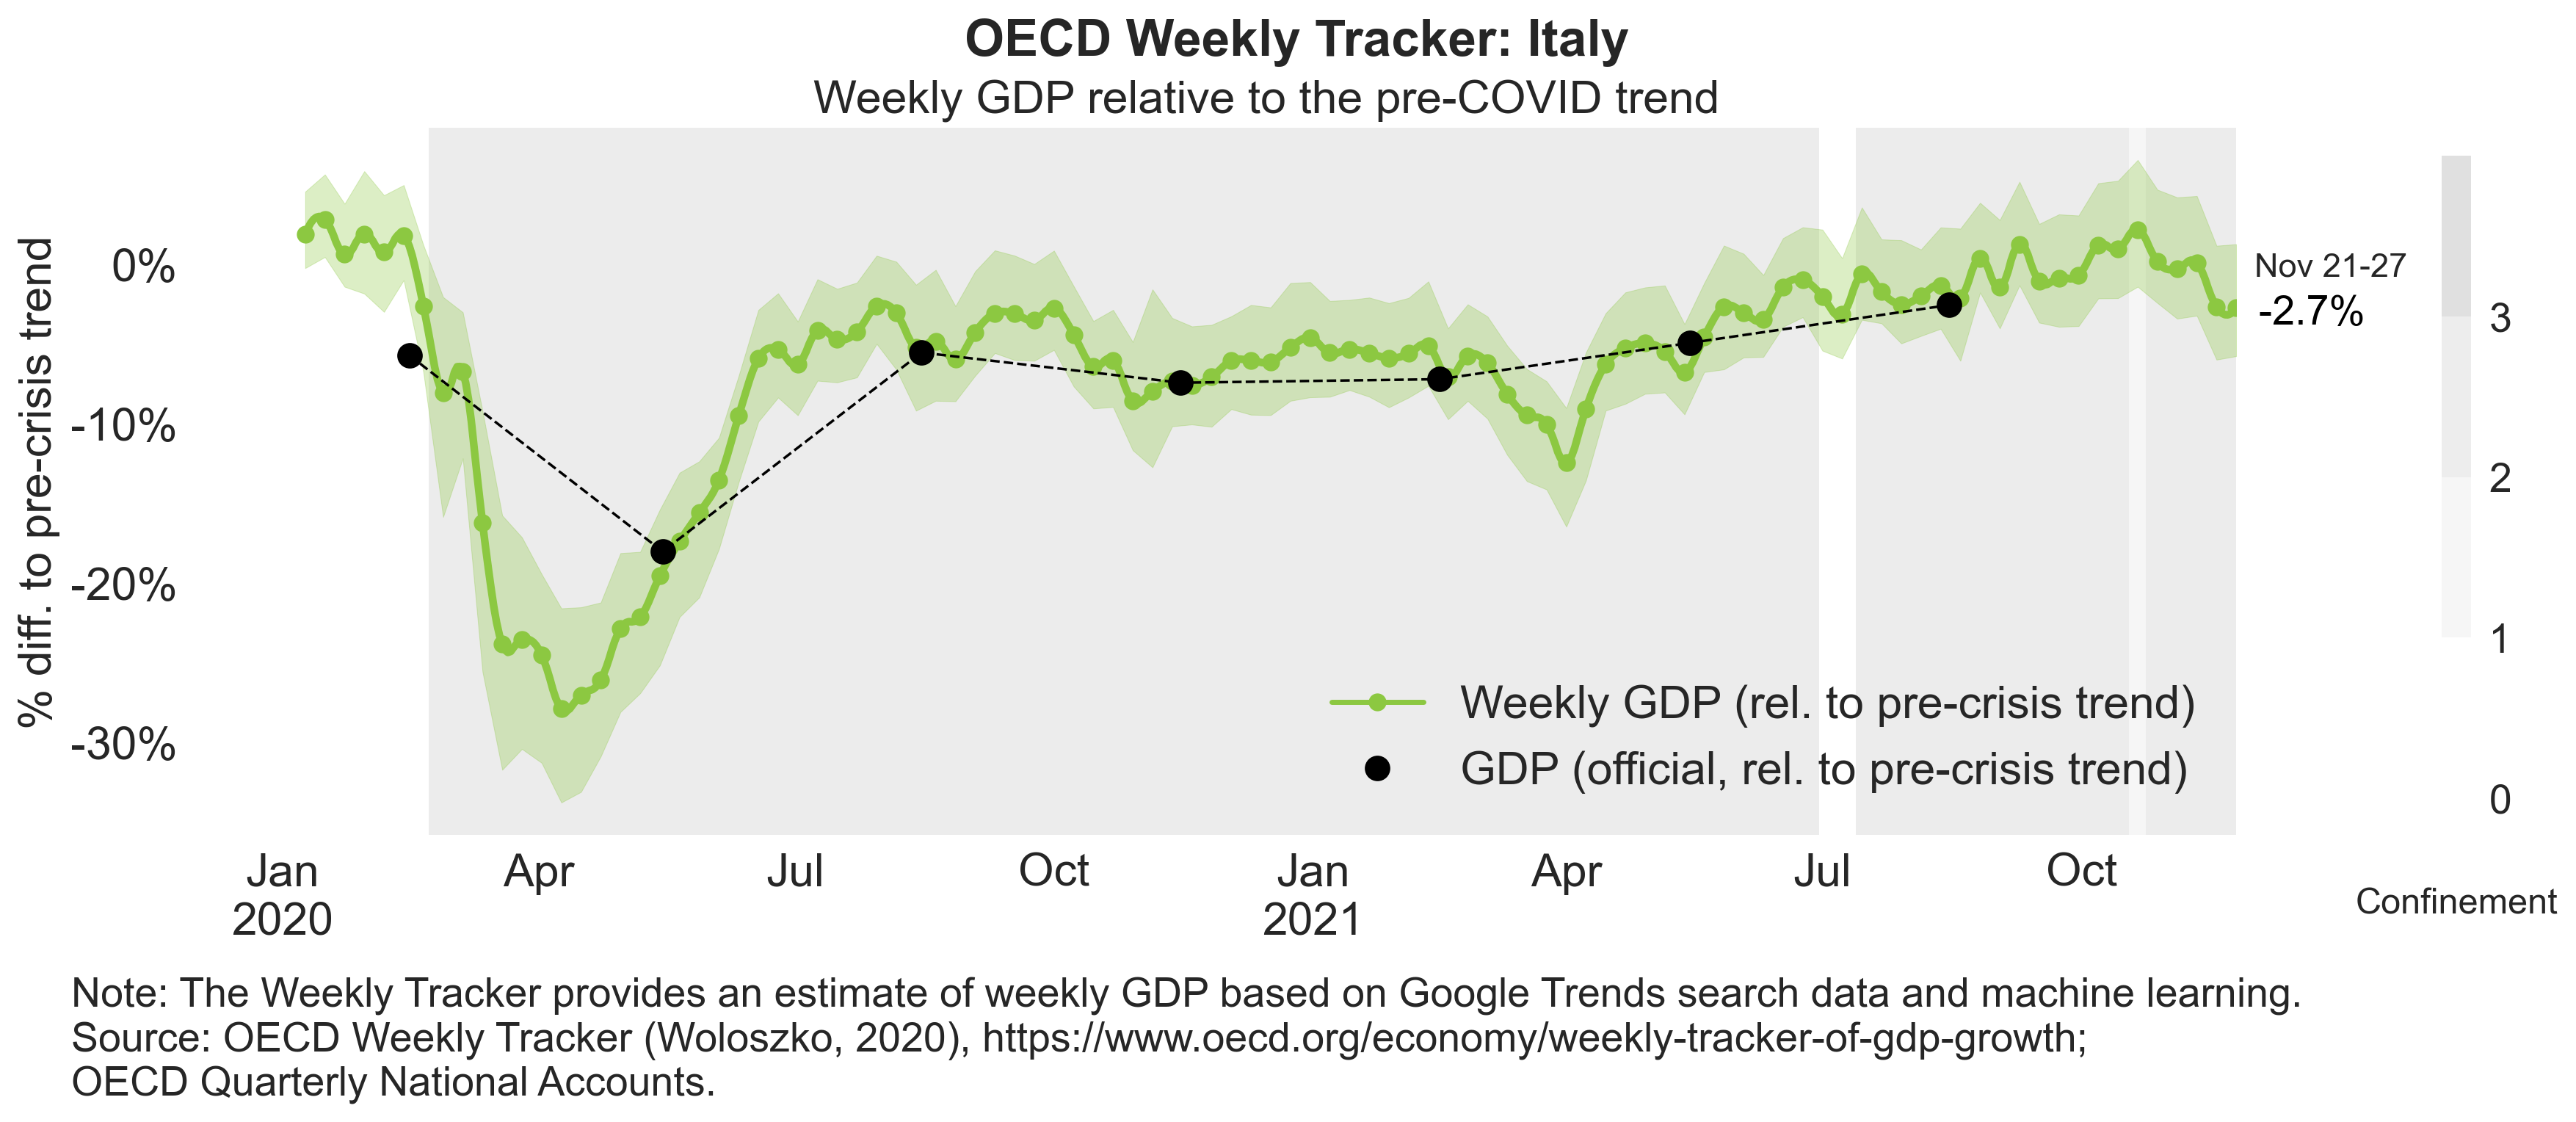 OECD Weekly Tracker: Italy
Weekly GDP relative to the pre-COVID trend
% diff. to pre-crisis trend
0%
-10%
-20%
-30%
Nov 21-27
-2.7%
3
2
1
0
Confinement
Weekly GDP (rel. to pre-crisis trend)
GDP (official, rel. to pre-crisis trend)
Jan Apr Jul Oct Jan Apr Jul Oct
2020 2021
Note: The Weekly Tracker provides an estimate of weekly GDP based on Google Trends search data and machine learning.
Source: OECD Weekly Tracker (Woloszko, 2020), https://www.oecd.org/economy/weekly-tracker-of-gdp-growth;
OECD Quarterly National Accounts.